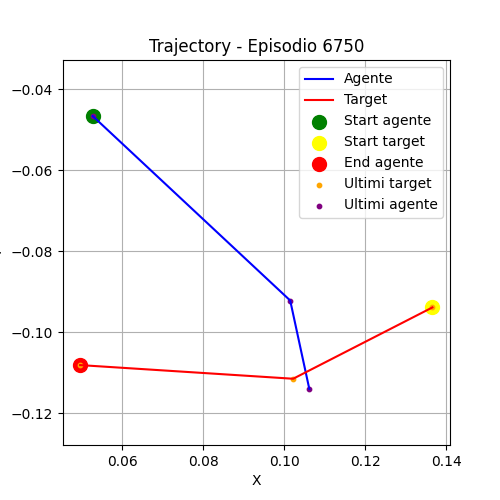 Trajectory - Episodio 6750
Agente
Target
Start agente
Start target
End agente
Ultimi target
Ultimi agente
−0.04
−0.06
−0.08
−0.10
−0.12
0.06
0.08
0.10
0.12
0.14
X